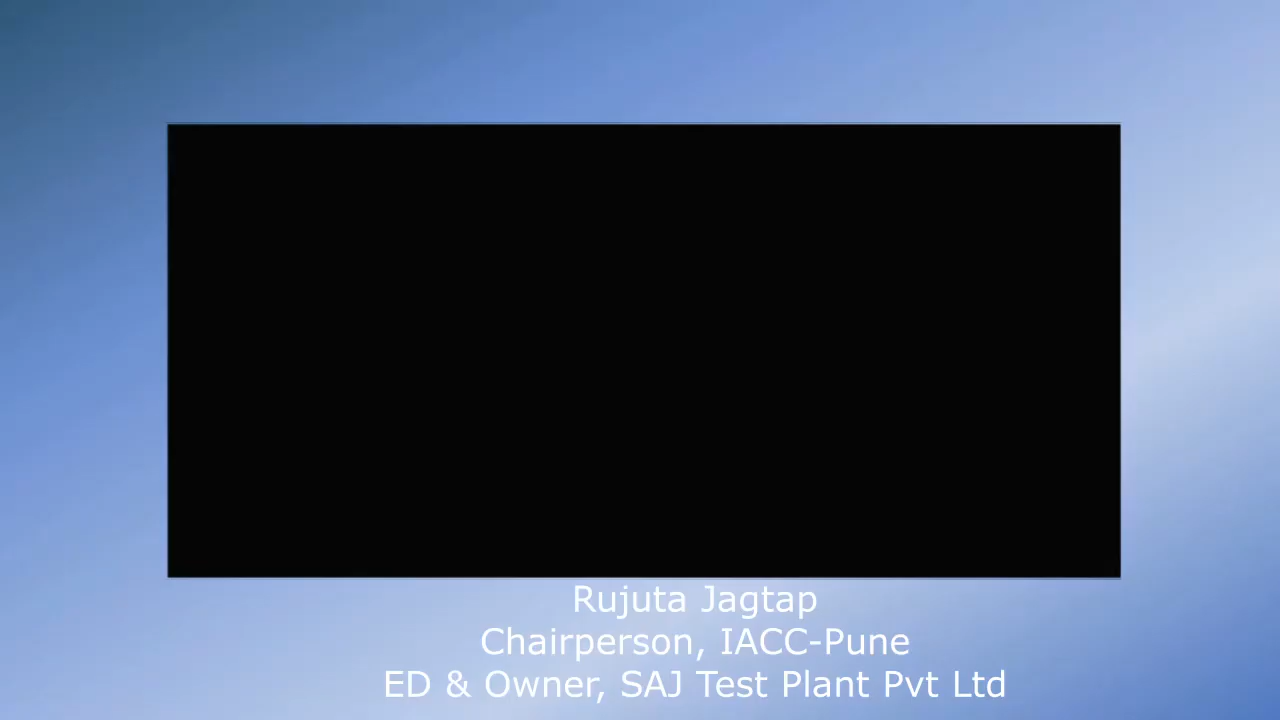 Rujuta Jagtap
Chairperson, IACC-Pune
ED & Owner, SAJ Test Plant Pvt Ltd